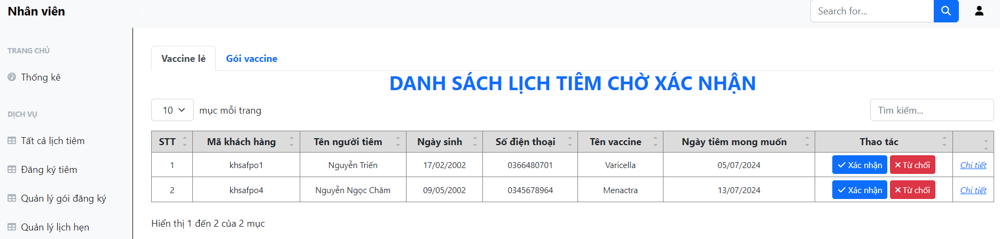 Nhân viên
Search for...
TRANG CHỦ
Thống kê
DỊCH VỤ
Tất cả lịch tiêm
Đăng ký tiêm
Quản lý gói đăng ký
Quản lý lịch hẹn
Vaccine lẻ Gói vaccine
DANH SÁCH LỊCH TIÊM CHỜ XÁC NHẬN
10 mục mỗi trang Tìm kiếm...
STT Mã khách hàng Tên người tiêm Ngày sinh Số điện thoại Tên vaccine Ngày tiêm mong muốn Thao tác
1 khsafpo1 Nguyễn Triến 17/02/2002 0366480701 Varicella 05/07/2024 Xác nhận Từ chối Chi tiết
2 khsafpo4 Nguyễn Ngọc Chăm 09/05/2002 0345678964 Menactra 13/07/2024 Xác nhận Từ chối Chi tiết
Hiển thị 1 đến 2 của 2 mục